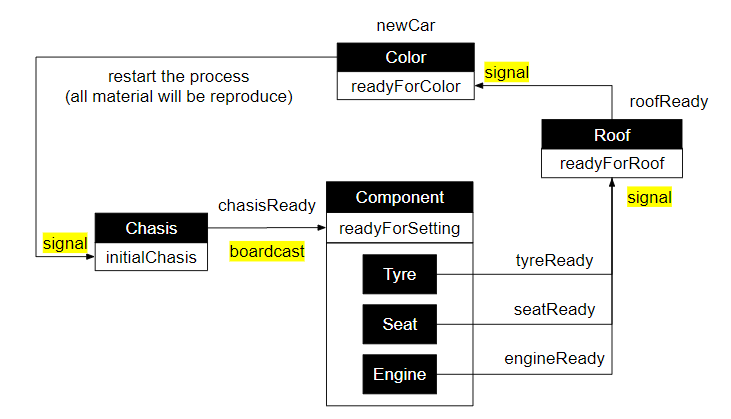 newCar
Color
readyForColor
restart the process
(all material will be reproduce)
signal
roofReady
Roof
readyForRoof
signal
Component
readyForSetting
chasisReady
boardcast
Chasis
initialChasis
signal
Tyre
tyreReady
Seat
seatReady
Engine
engineReady